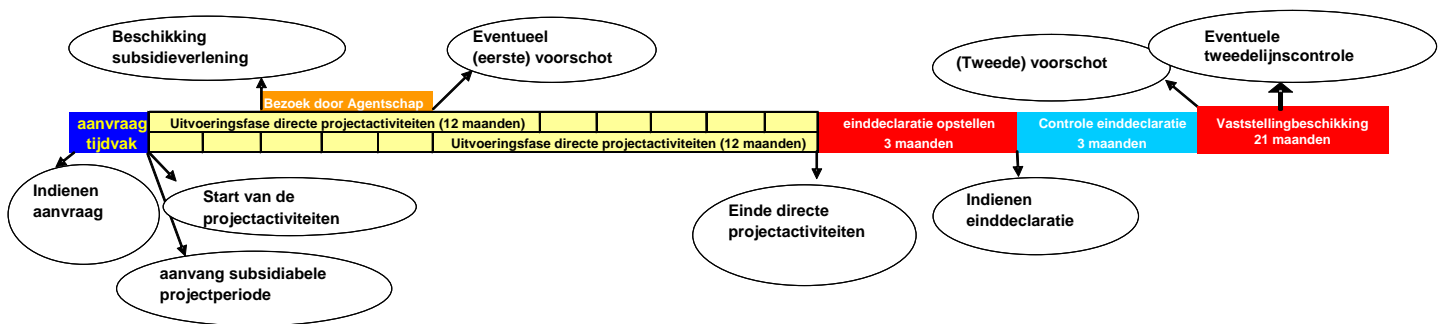 Beschikking
subsidieverlening
Eventueel
(eerste) voorschot
(Tweede) voorschot
Eventuele
tweedelijnscontrole
Bezoek door Agentschap
aanvraag
tijdvak
Uitvoeringsfase directe projectactiviteiten (12 maanden)
Uitvoeringsfase directe projectactiviteiten (12 maanden)
einddeclaratie opstellen
3 maanden
Controle einddeclaratie
3 maanden
Vaststellingbeschikking
21 maanden
Indienen
aanvraag
Start van de
projectactiviteiten
aanvang subsidiabele
projectperiode
Einde directe
projectactiviteiten
Indienen
einddeclaratie